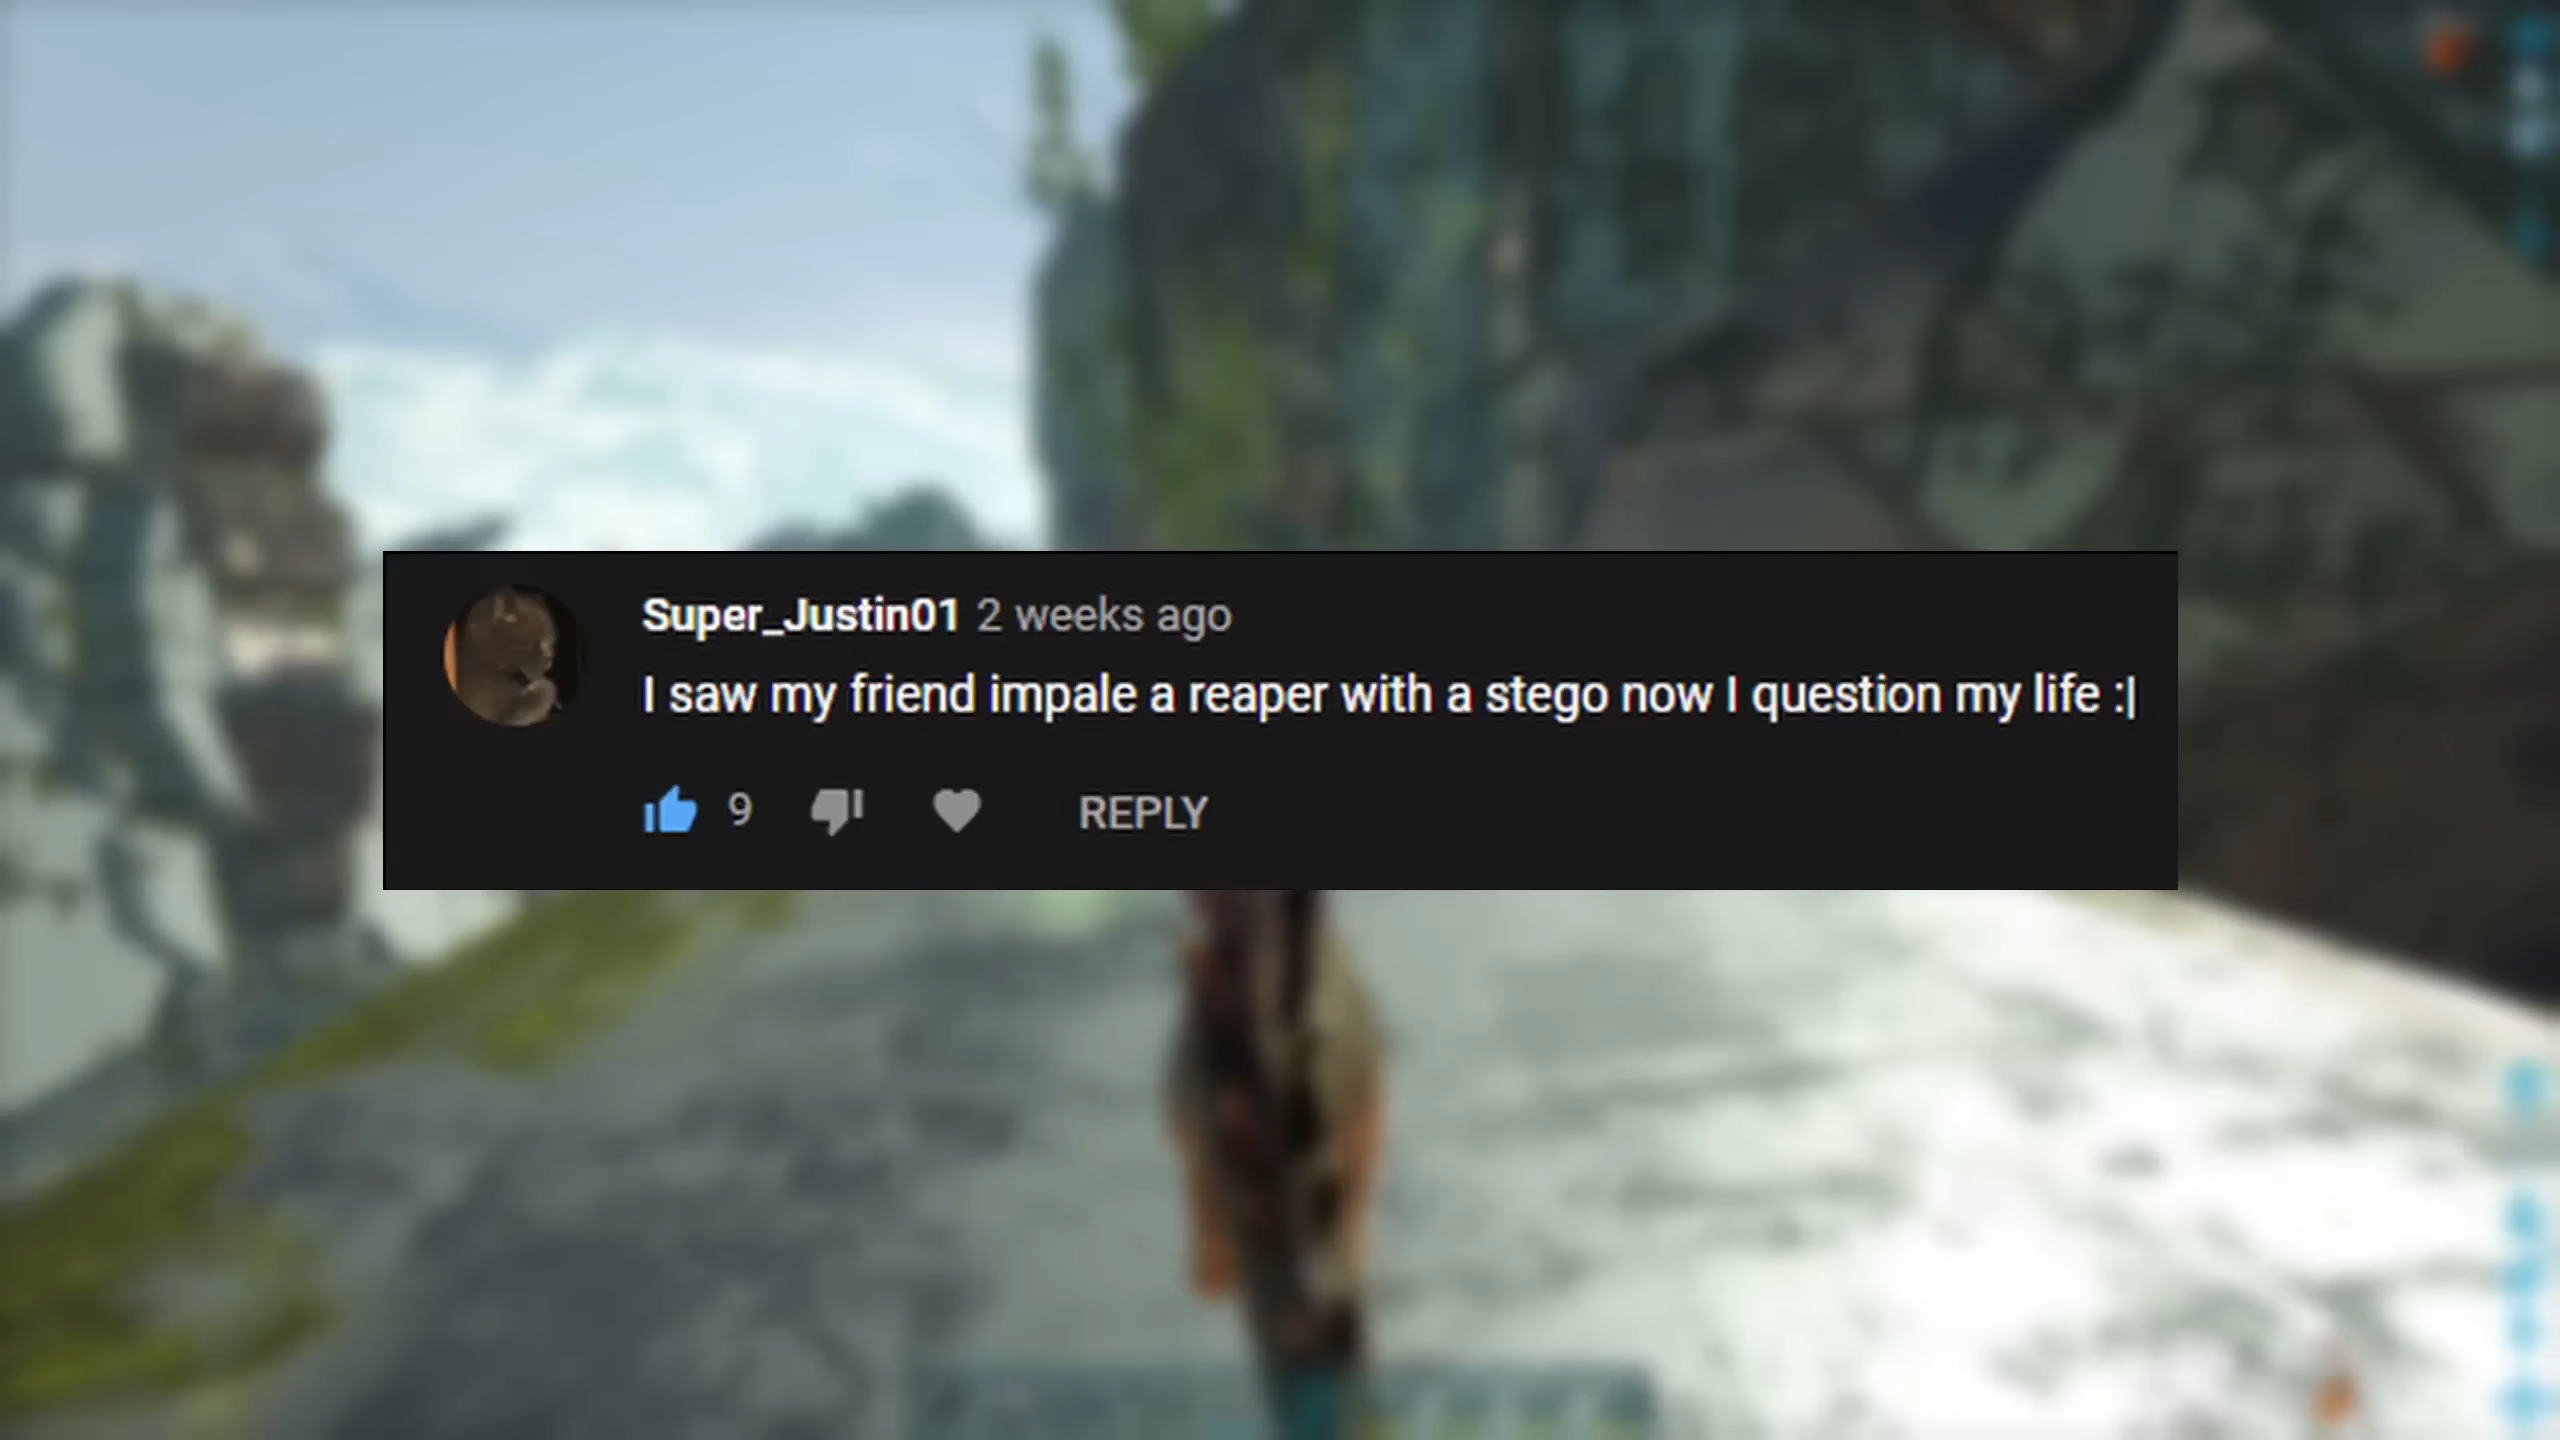 Super_Justin01 2 weeks ago
I saw my friend impale a reaper with a stego now I question my life :|
9 REPLY